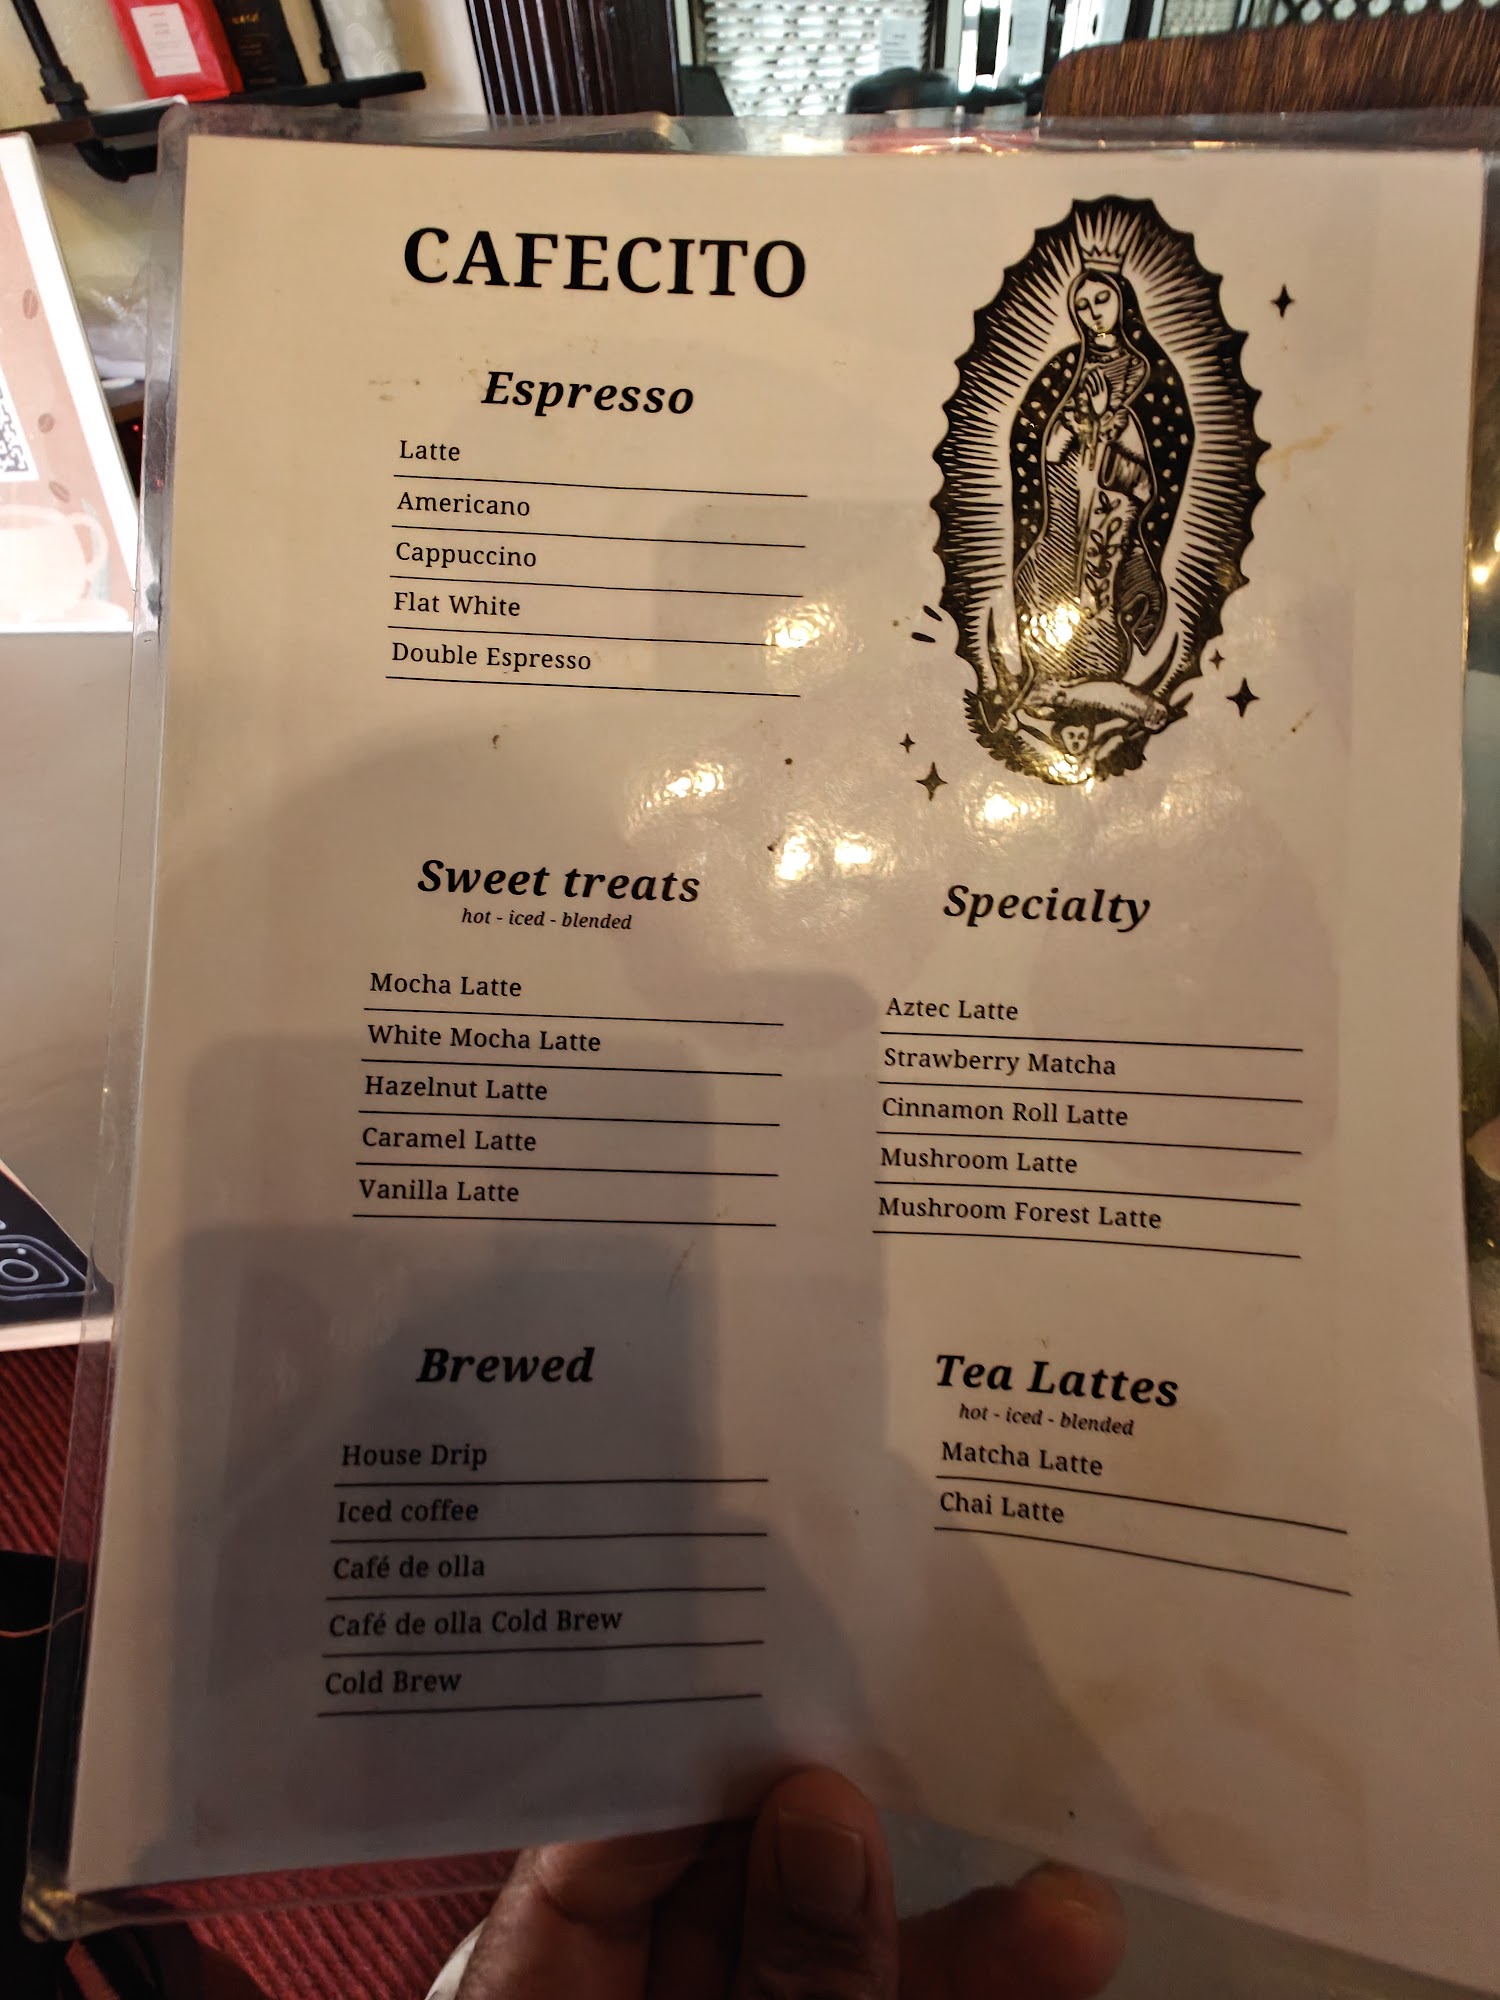 CAFECITO
Espresso
Latte
Americano
Cappuccino
Flat White
Double Espresso
Sweet treats
hot - iced - blended
Mocha Latte
White Mocha Latte
Hazelnut Latte
Caramel Latte
Vanilla Latte
Specialty
Aztec Latte
Strawberry Matcha
Cinnamon Roll Latte
Mushroom Latte
Mushroom Forest Latte
Brewed
House Drip
Iced coffee
Café de olla
Café de olla Cold Brew
Cold Brew
Tea Lattes
hot - iced - blended
Matcha Latte
Chai Latte